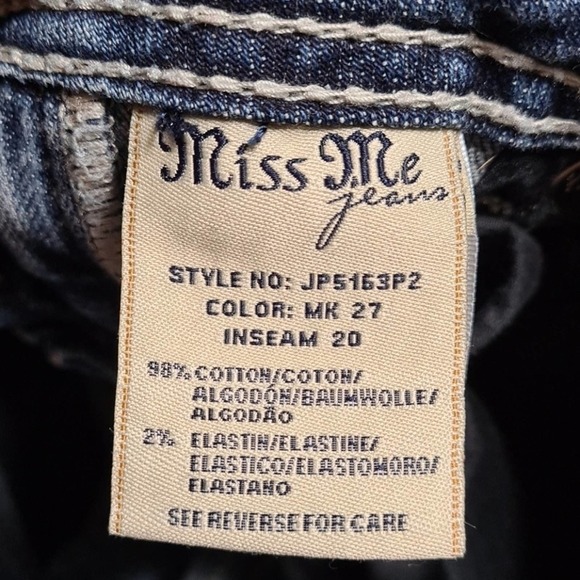 Miss Me
jeans
STYLE NO: JP5163P2
COLOR: MK 27
INSEAM 20
98% COTTON/COTON/
ALGODÓN/BAUMWOLLE/
ALGODÃO
2% ELASTIN/ELASTINE/
ELASTICO/ELASTOMORO/
ELASTANO
SEE REVERSE FOR CARE